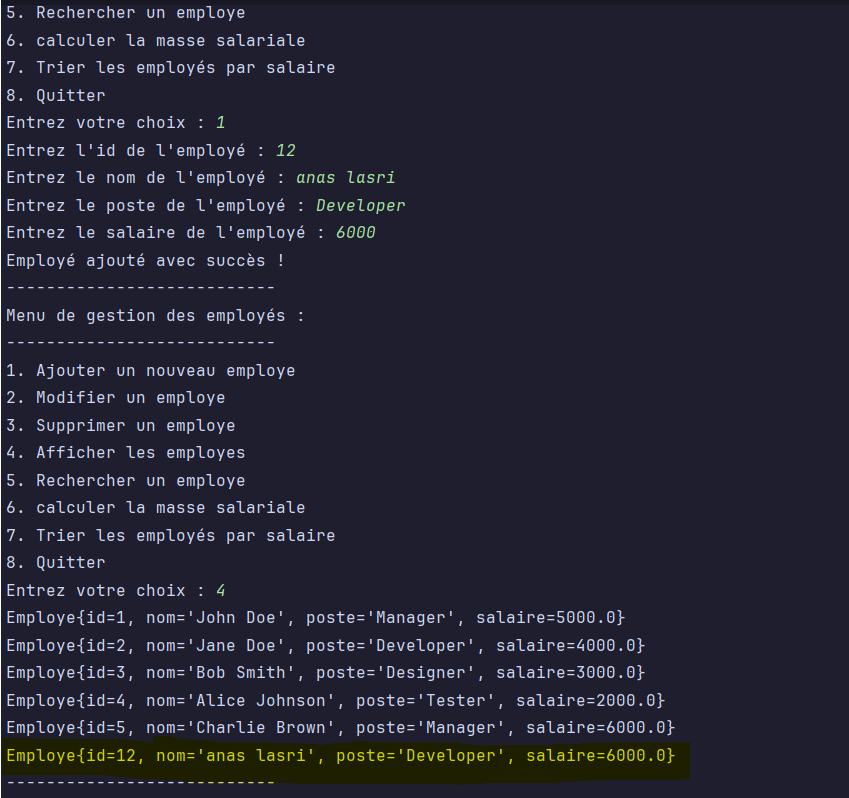 5. Rechercher un employe
6. calculer la masse salariale
7. Trier les employés par salaire
8. Quitter
Entrez votre choix : 1
Entrez l'id de l'employé : 12
Entrez le nom de l'employé : anas lasri
Entrez le poste de l'employé : Developer
Entrez le salaire de l'employé : 6000
Employé ajouté avec succès !
---------------------------
Menu de gestion des employés :
---------------------------
1. Ajouter un nouveau employe
2. Modifier un employe
3. Supprimer un employe
4. Afficher les employes
5. Rechercher un employe
6. calculer la masse salariale
7. Trier les employés par salaire
8. Quitter
Entrez votre choix : 4
Employe{id=1, nom='John Doe', poste='Manager', salaire=5000.0}
Employe{id=2, nom='Jane Doe', poste='Developer', salaire=4000.0}
Employe{id=3, nom='Bob Smith', poste='Designer', salaire=3000.0}
Employe{id=4, nom='Alice Johnson', poste='Tester', salaire=2000.0}
Employe{id=5, nom='Charlie Brown', poste='Manager', salaire=6000.0}
Employe{id=12, nom='anas lasri', poste='Developer', salaire=6000.0}
---------------------------